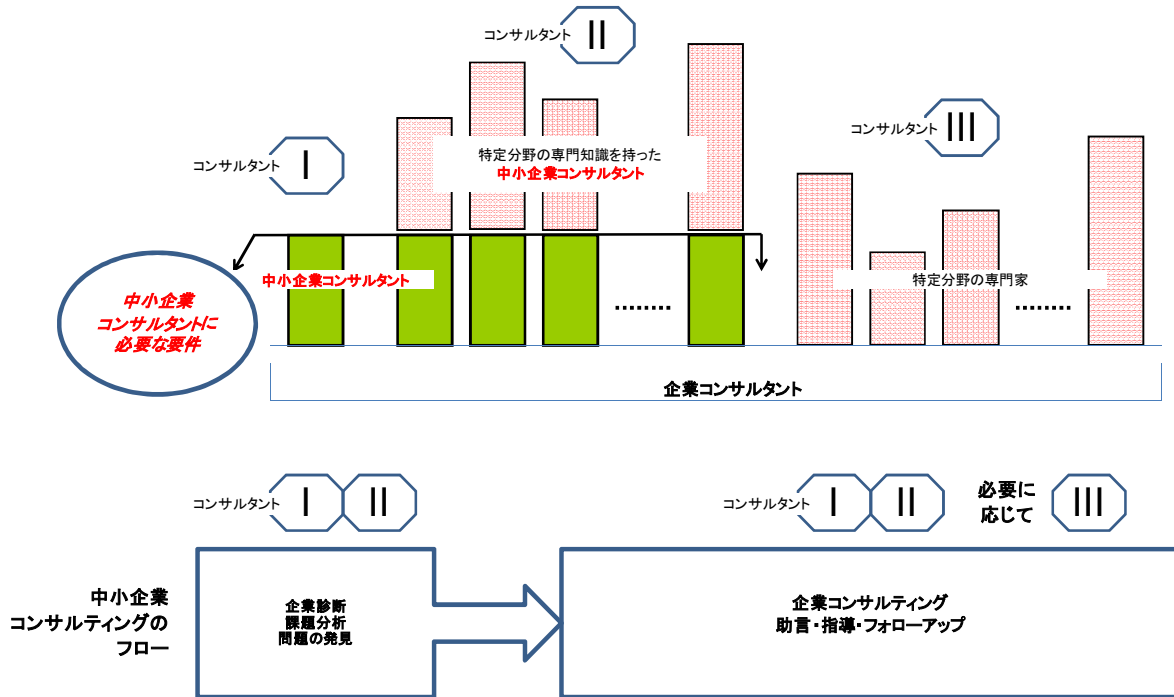 コンサルタント Ⅱ
コンサルタント Ⅲ
コンサルタント Ⅰ
特定分野の専門知識を持った
中小企業コンサルタント
中小企業コンサルタント
特定分野の専門家
........
........
中小企業
コンサルタントに
必要な要件
企業コンサルタント
コンサルタント Ⅰ Ⅱ
コンサルタント Ⅰ Ⅱ
必要に
応じて
Ⅲ
中小企業
コンサルティングの
フロー
企業診断
課題分析
問題の発見
企業コンサルティング
助言・指導・フォローアップ